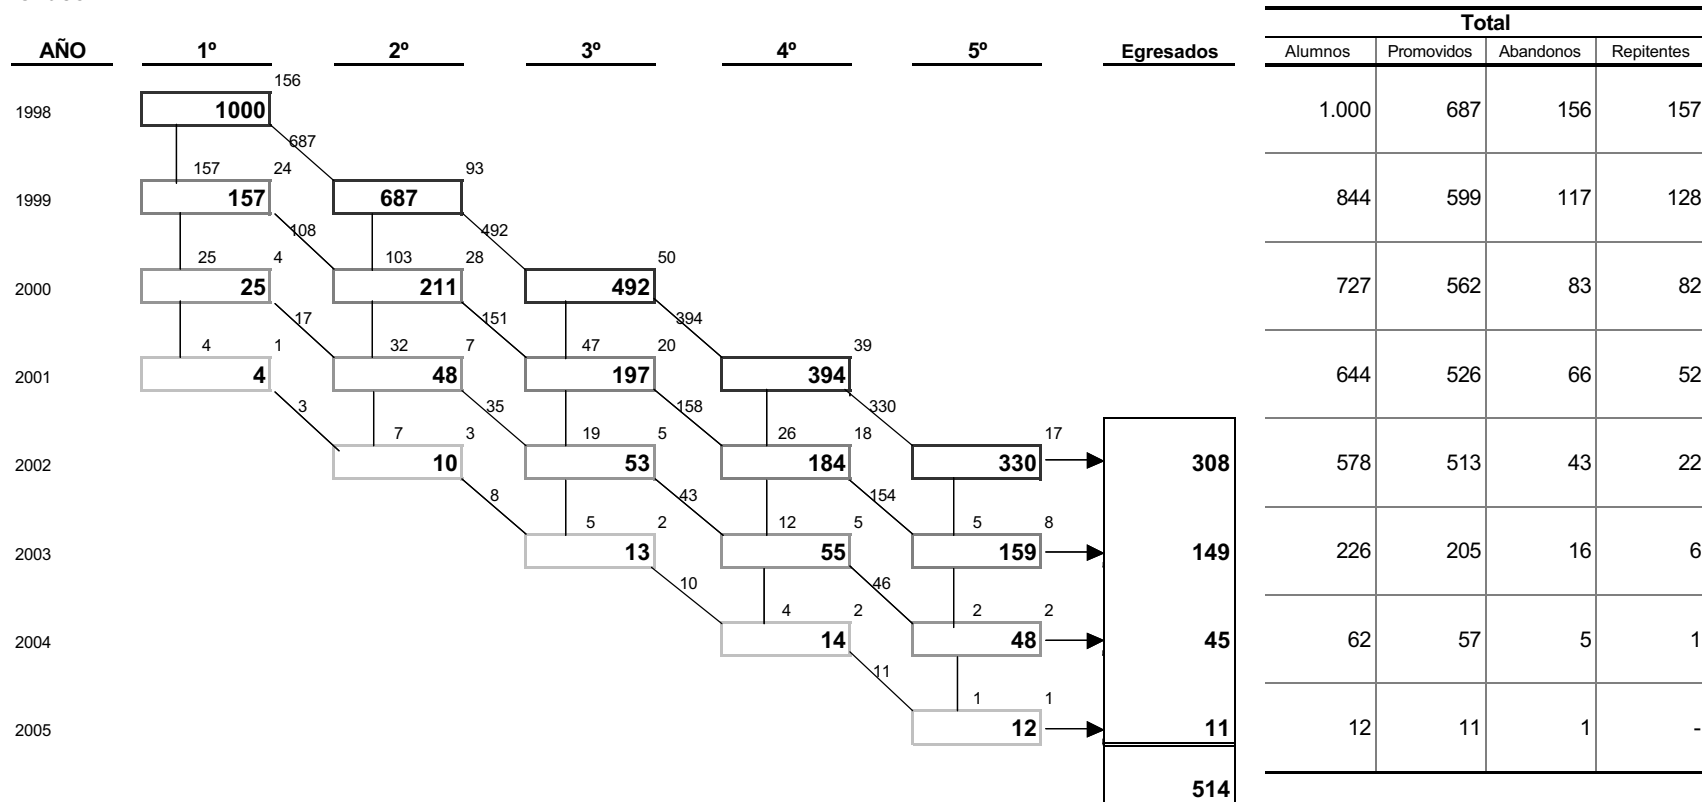 Total
AÑO 1º 2º 3º 4º 5º Egresados Alumnos Promovidos Abandonos Repitentes
156
1998 1000 1.000 687 156 157
687
157 24 93
1999 157 687 844 599 117 128
108 492
25 4 103 28 50
2000 25 211 492 727 562 83 82
17 151 394
4 1 32 7 47 20 39
2001 4 48 197 394 644 526 66 52
3 35 158 330
7 3 19 5 26 18 17
2002 10 53 184 330 308 578 513 43 22
8 43 154
5 2 12 5 5 8
2003 13 55 159 149 226 205 16 6
10 46
4 2 2 2
2004 14 48 45 62 57 5 1
11
1 1
2005 12 11 12 11 1 -
514